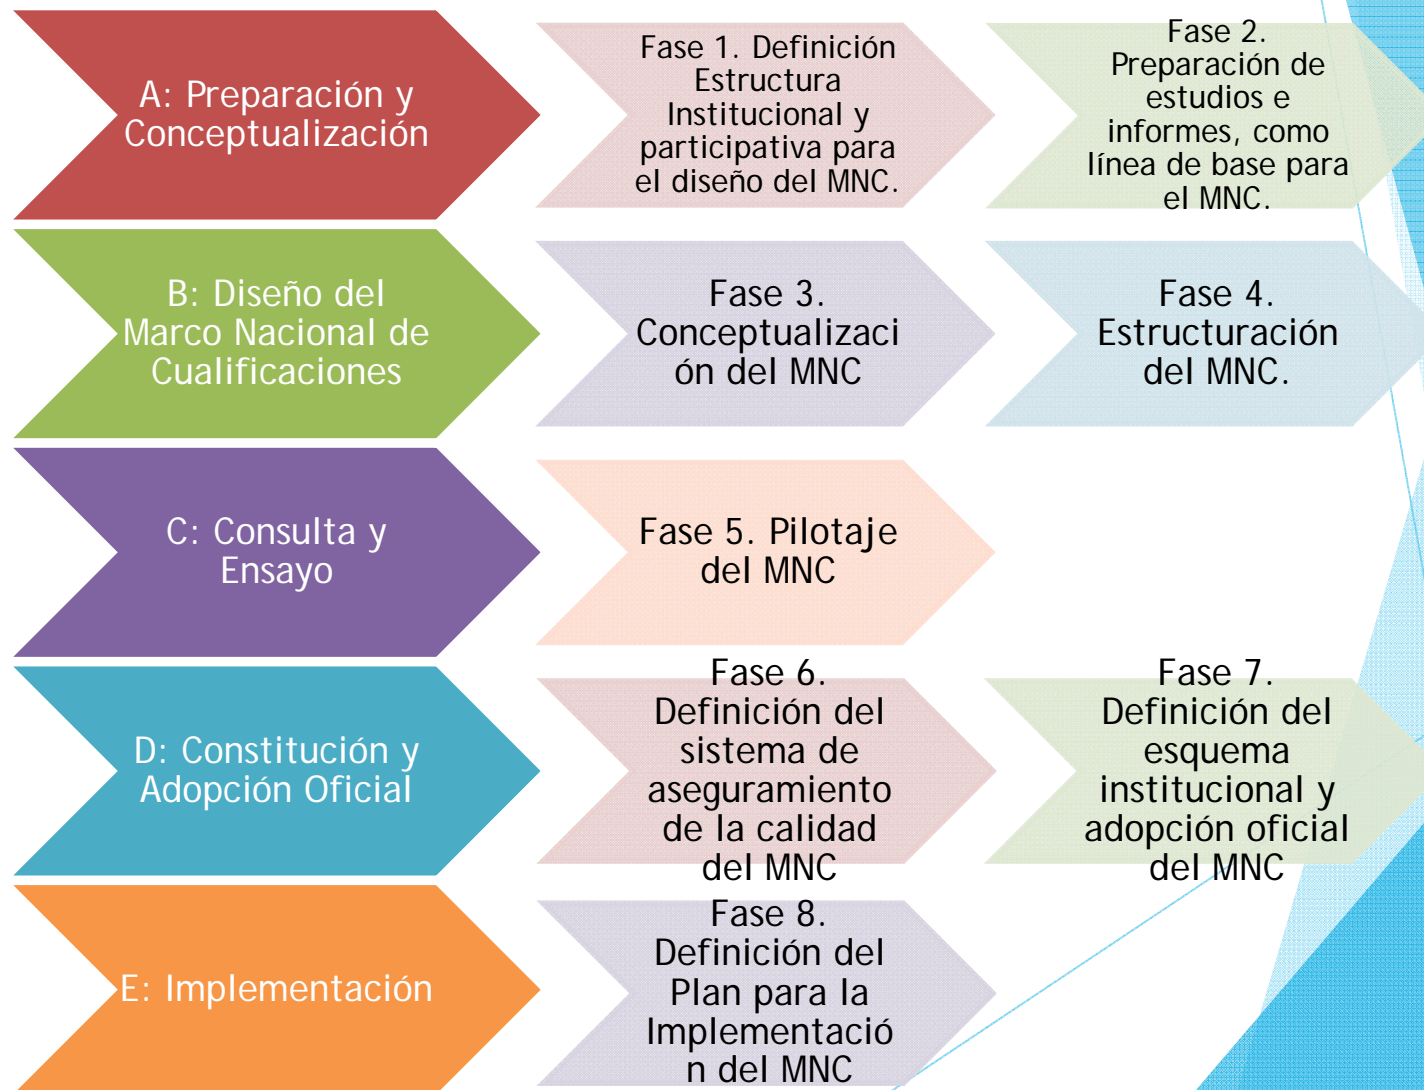 A: Preparación y
Conceptualización
Fase 1. Definición
Estructura
Institucional y
participativa para
el diseño del MNC.
Fase 2.
Preparación de
estudios e
informes, como
línea de base para
el MNC.
B: Diseño del
Marco Nacional de
Cualificaciones
Fase 3.
Conceptualizaci
ón del MNC
Fase 4.
Estructuración
del MNC.
C: Consulta y
Ensayo
Fase 5. Pilotaje
del MNC
D: Constitución y
Adopción Oficial
Fase 6.
Definición del
sistema de
aseguramiento
de la calidad
del MNC
Fase 7.
Definición del
esquema
institucional y
adopción oficial
del MNC
E: Implementación
Fase 8.
Definición del
Plan para la
Implementació
n del MNC